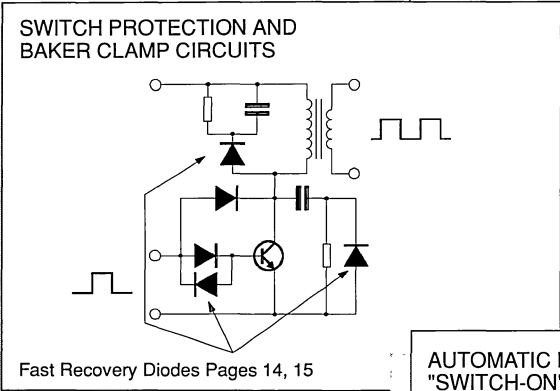 SWITCH PROTECTION AND
BAKER CLAMP CIRCUITS
Fast Recovery Diodes Pages 14, 15
AUTOMATIC
"SWITCH-ON